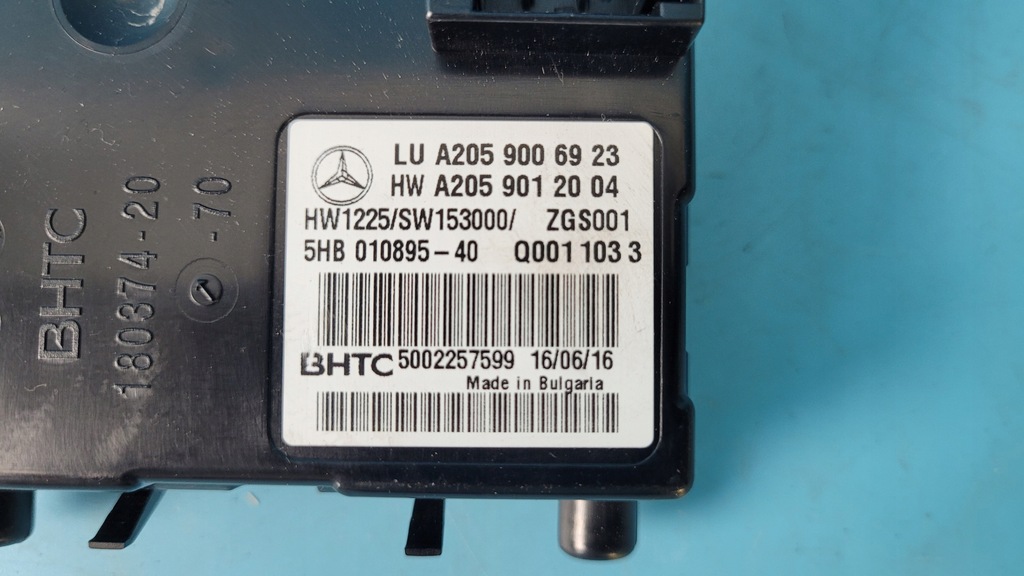 LU A205 900 69 23
HW A205 901 20 04
HW1225/SW153000/ ZGS001
5HB 010895-40 Q001 103 3
BHTC 5002257599 16/06/16
Made in Bulgaria
BHTC
180374-20
-70